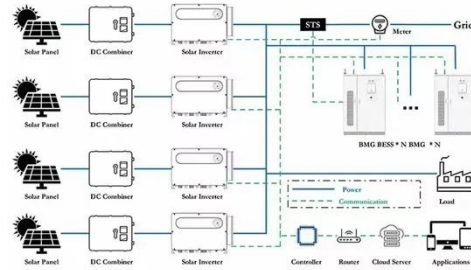 STS
Meter
Grid
Solar Panel
DC Combiner
Solar Inverter
Solar Panel
DC Combiner
Solar Inverter
BMG BESS * N BMG * N
Solar Panel
DC Combiner
Solar Inverter
Power
Communication
Load
Solar Panel
DC Combiner
Solar Inverter
Controller
Router
Cloud Server
Applications